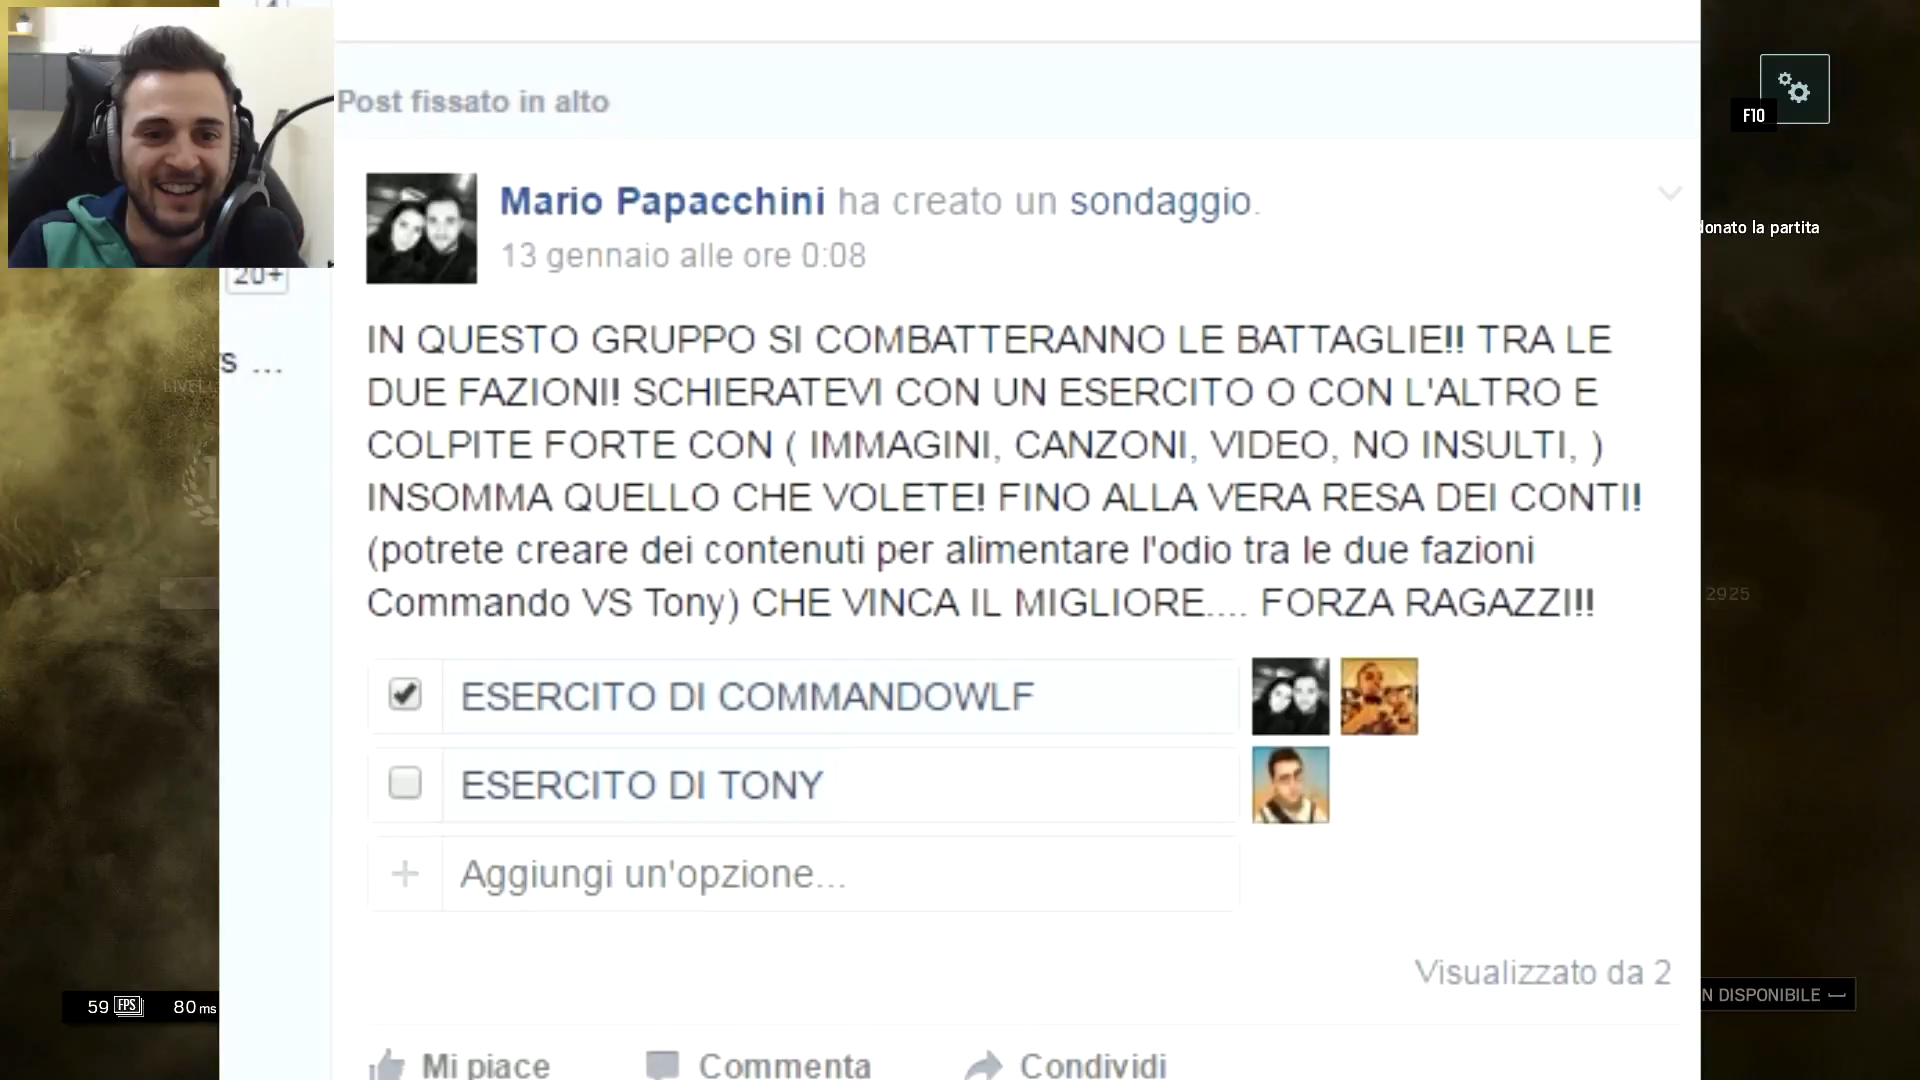 Post fissato in alto
F10
Mario Papacchini ha creato un sondaggio.
13 gennaio alle ore 0:08
donato la partita
20+
s ...
IN QUESTO GRUPPO SI COMBATTERANNO LE BATTAGLIE!! TRA LE
DUE FAZIONI! SCHIERATEVI CON UN ESERCITO O CON L'ALTRO E
COLPITE FORTE CON ( IMMAGINI, CANZONI, VIDEO, NO INSULTI, )
INSOMMA QUELLO CHE VOLETE! FINO ALLA VERA RESA DEI CONTI!
(potrete creare dei contenuti per alimentare l'odio tra le due fazioni
Commando VS Tony) CHE VINCA IL MIGLIORE.... FORZA RAGAZZI!!!
2925
ESERCITO DI COMMANDOWLF
ESERCITO DI TONY
Aggiungi un'opzione...
Visualizzato da 2
N DISPONIBILE
59 FPS 80 ms
Mi piace Commenta Condividi